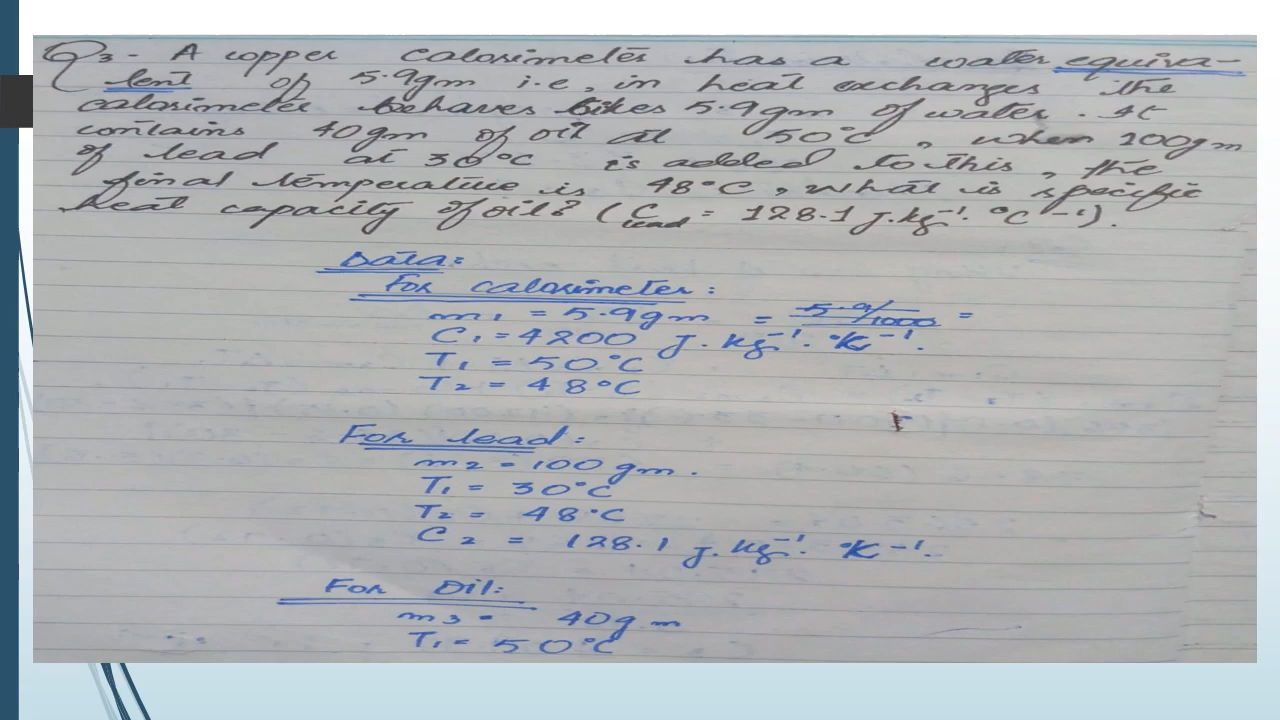 Q3- A copper calorimeter has a water equiva-
lent of 5.9gm i.e, in heat exchanges the
calorimeter behaves likes 5.9gm of water. It
contains 40gm of oil at 50°C, when 100gm
of lead at 30°C is added to this, the
final temperature is 48°C, what is specific
heat capacity of oil? (C lead = 128.1 J.kg⁻¹.°C⁻¹).
Data:
For calorimeter:
m1 = 5.9gm = 5.9/1000 =
C1 = 4200 J.kg⁻¹.°K⁻¹.
T1 = 50°C
T2 = 48°C
For lead:
m2 = 100 gm.
T1 = 30°C
T2 = 48°C
C2 = 128.1 J.kg⁻¹.°K⁻¹.
For Oil:
m3 = 40gm
T1 = 50°C